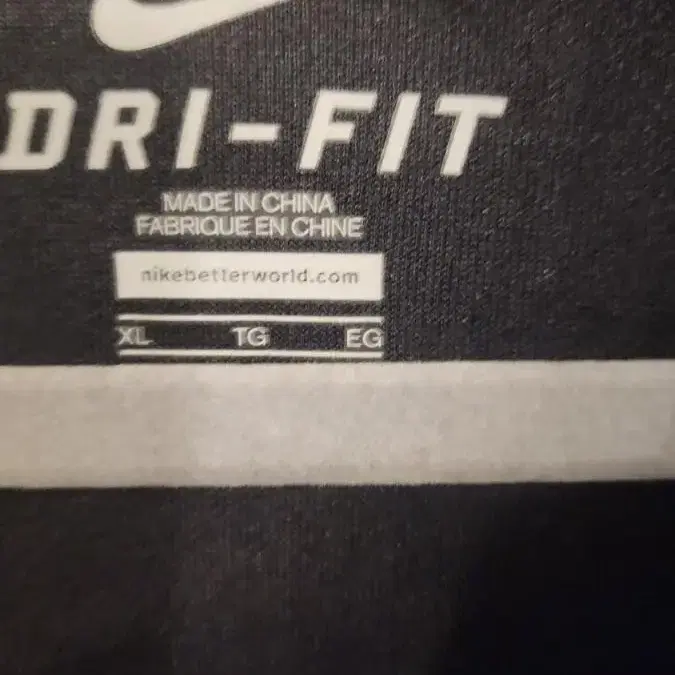 DRI-FIT
MADE IN CHINA
FABRIQUE EN CHINE
nikebetterworld.com
XL TG EG